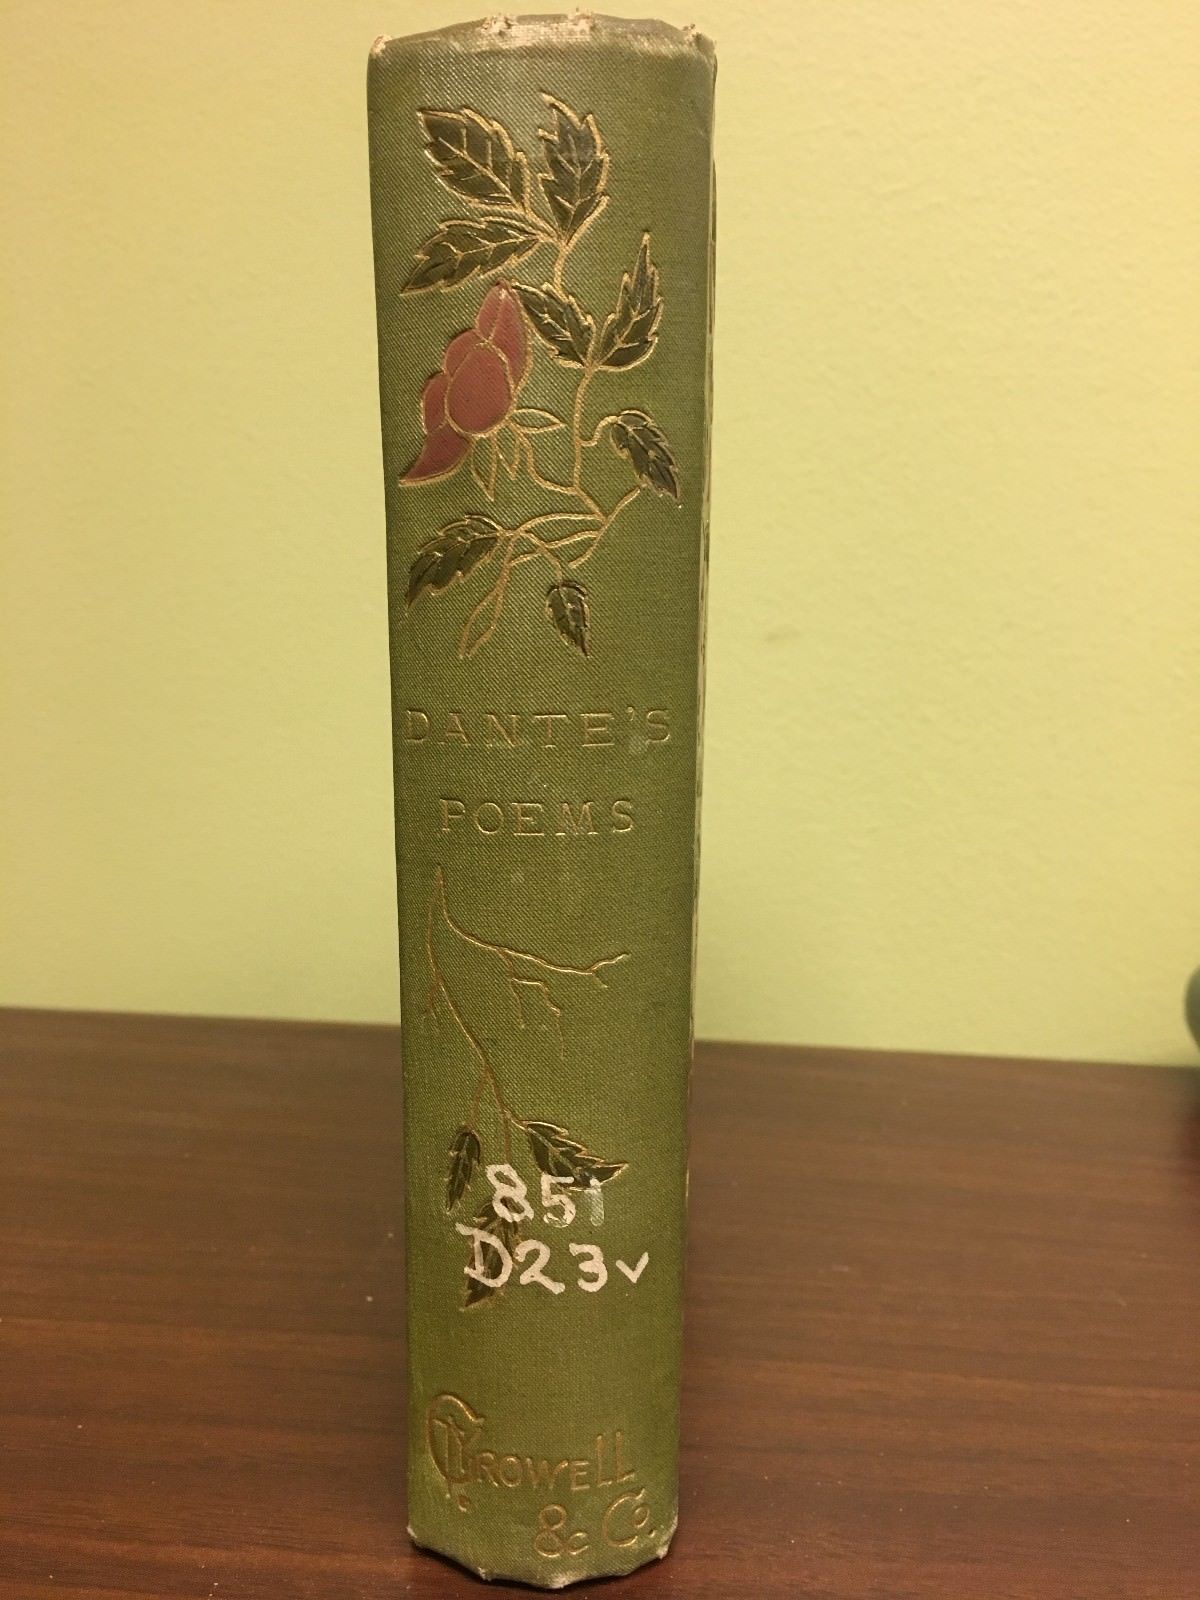 DANTE'S
POEMS
851
D23v
CROWELL
& Co.